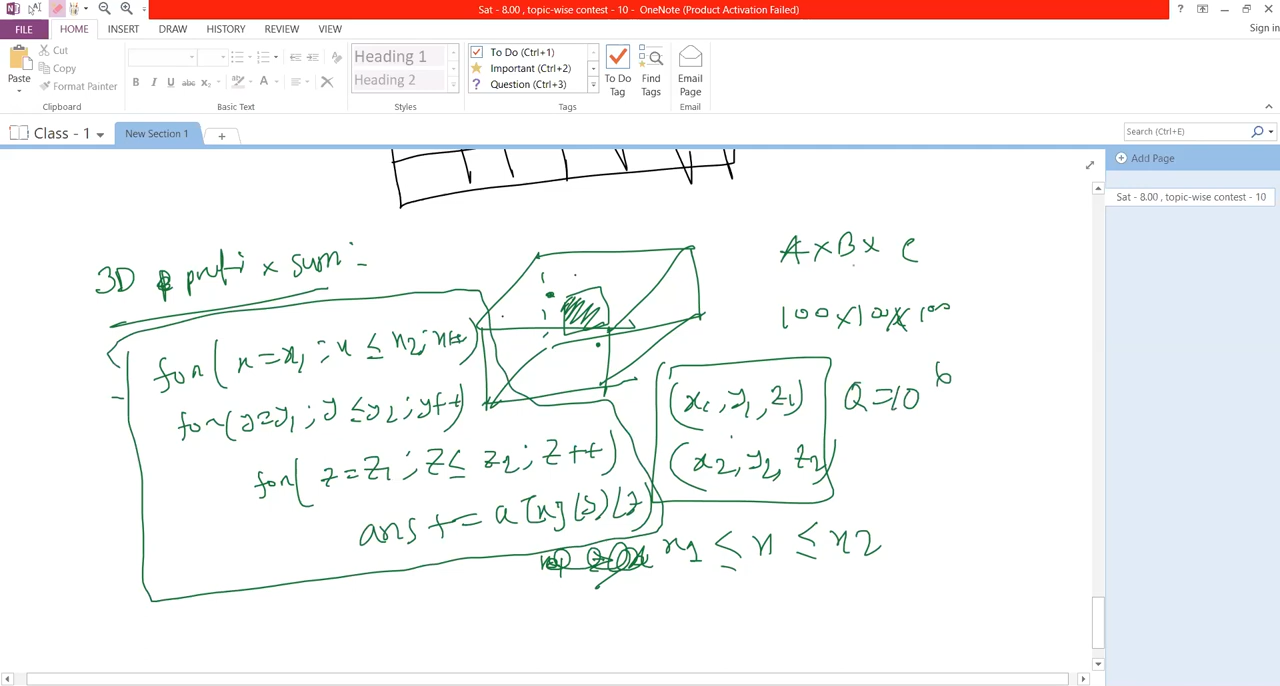 Sat - 8.00 , topic-wise contest - 10 - OneNote (Product Activation Failed)
Sign in
FILE HOME INSERT DRAW HISTORY REVIEW VIEW
Paste
Cut
Copy
Format Painter
Clipboard
B I U abc x₂ A
Basic Text
Heading 1
Heading 2
Styles
To Do (Ctrl+1)
Important (Ctrl+2)
Question (Ctrl+3)
Tags
To Do Tag
Find Tags
Email Page
Email
Class - 1
New Section 1
Search (Ctrl+E)
Add Page
Sat - 8.00 , topic-wise contest - 10
3D prefix sum :-
A × B × C
100 × 100 × 100
for( x = x1 ; x ≤ x2 ; x++ )
for( y = y1 ; y ≤ y2 ; y++ )
for( z = z1 ; z ≤ z2 ; z++ )
ans += a[x][y][z]
(x1, y1, z1)
(x2, y2, z2)
Q = 10^6
x1 ≤ x ≤ x2